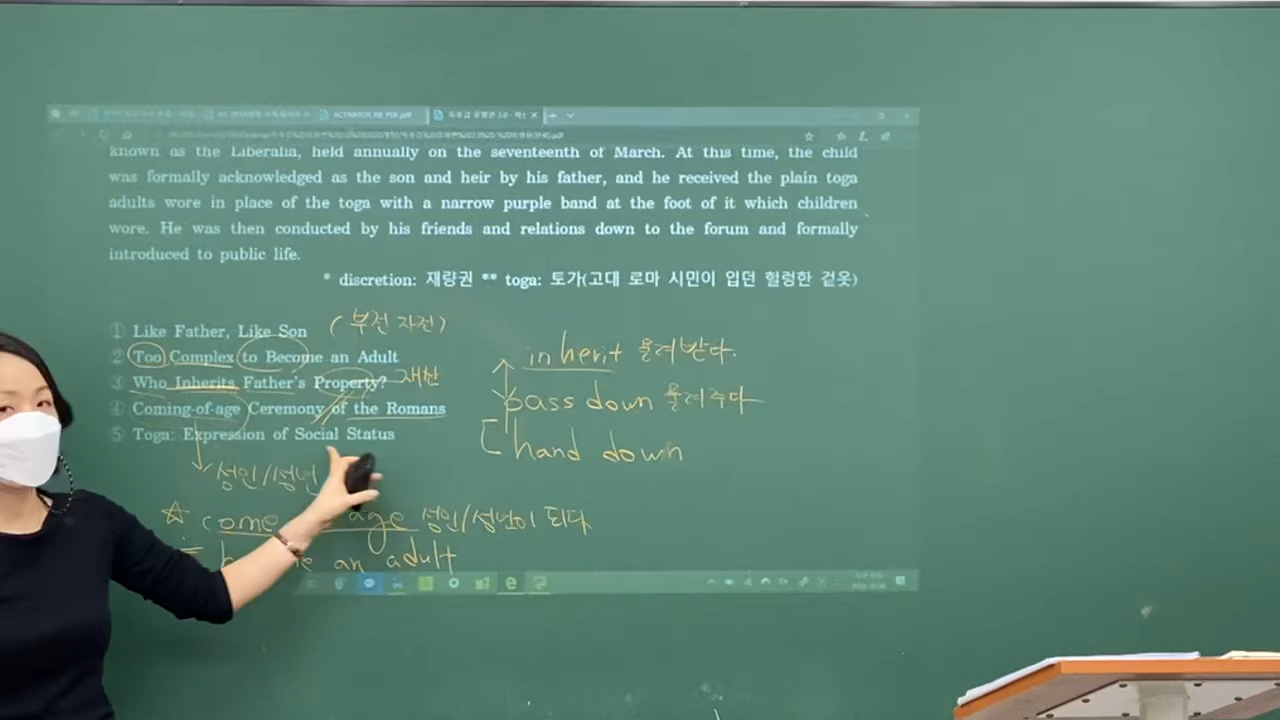 ACTIVATOR_RE_PDF.pdf
known as the Liberalia, held annually on the seventeenth of March. At this time, the child
was formally acknowledged as the son and heir by his father, and he received the plain toga
adults wore in place of the toga with a narrow purple band at the foot of it which children
wore. He was then conducted by his friends and relations down to the forum and formally
introduced to public life.
* discretion: 재량권 ** toga: 토가(고대 로마 시민이 입던 헐렁한 겉옷)
① Like Father, Like Son (부전자전)
② Too Complex to Become an Adult
③ Who Inherits Father's Property? 재산
④ Coming-of-age Ceremony of the Romans
⑤ Toga: Expression of Social Status
inherit 물려받다.
pass down 물려주다
[hand down
성인/성년
☆ come age 성인/성년이 되다
= an adult